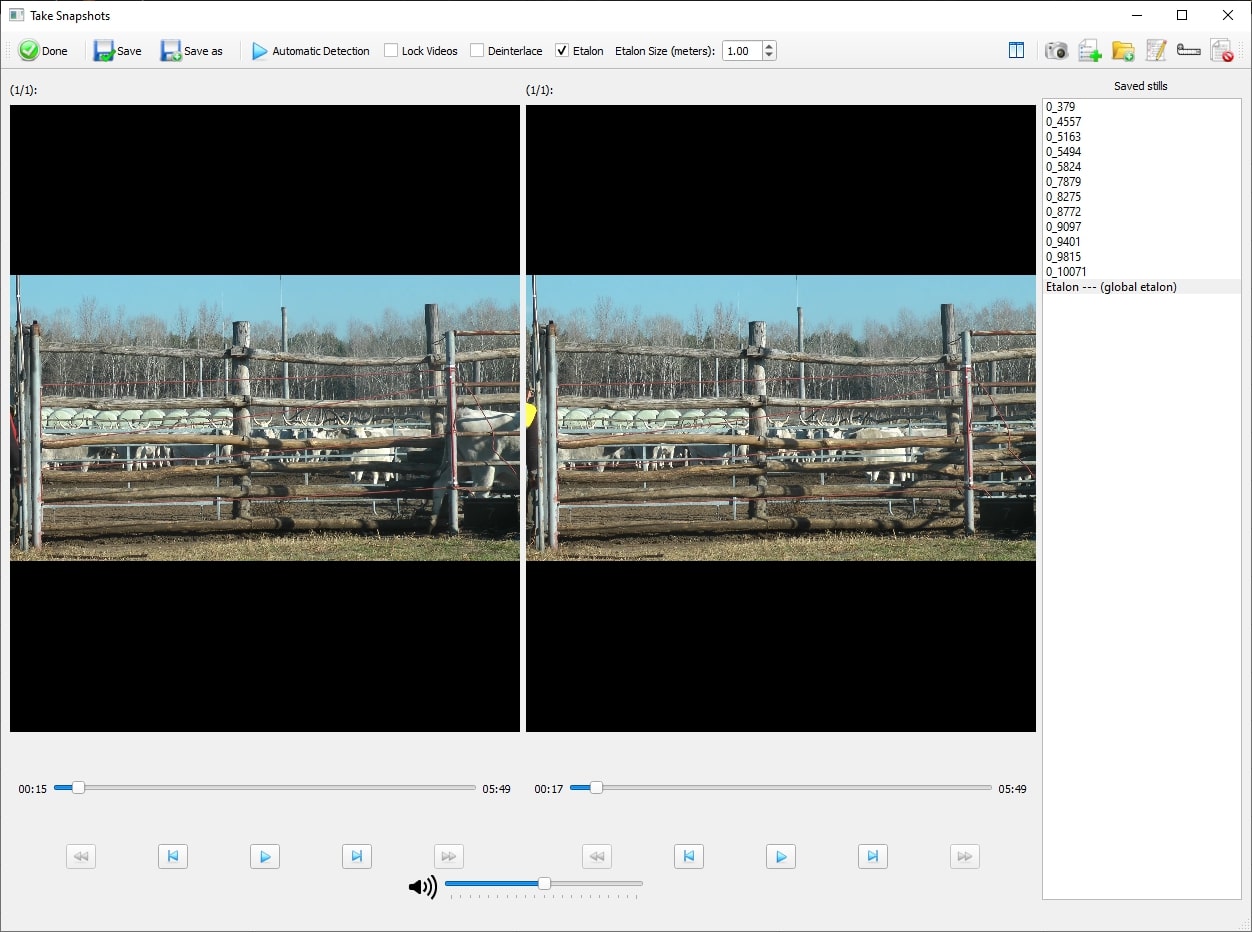 Take Snapshots
Done Save Save as Automatic Detection Lock Videos Deinterlace Etalon Etalon Size (meters): 1.00
(1/1): (1/1): Saved stills
0_379
0_4557
0_5163
0_5494
0_5824
0_7879
0_8275
0_8772
0_9097
0_9401
0_9815
0_10071
Etalon --- (global etalon)
00:15 05:49 00:17 05:49